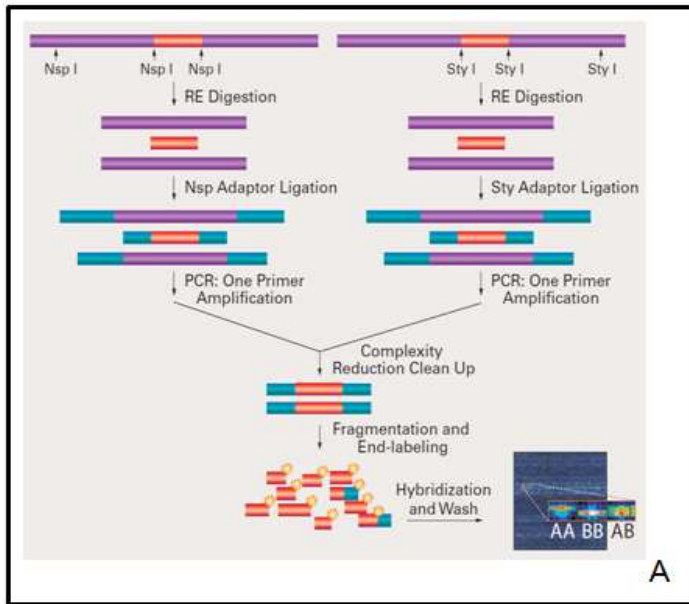 Nsp I Nsp I Nsp I Sty I Sty I Sty I
RE Digestion RE Digestion
Nsp Adaptor Ligation Sty Adaptor Ligation
PCR: One Primer
Amplification
PCR: One Primer
Amplification
Complexity
Reduction Clean Up
Fragmentation and
End-labeling
Hybridization
and Wash
AA BB AB
A